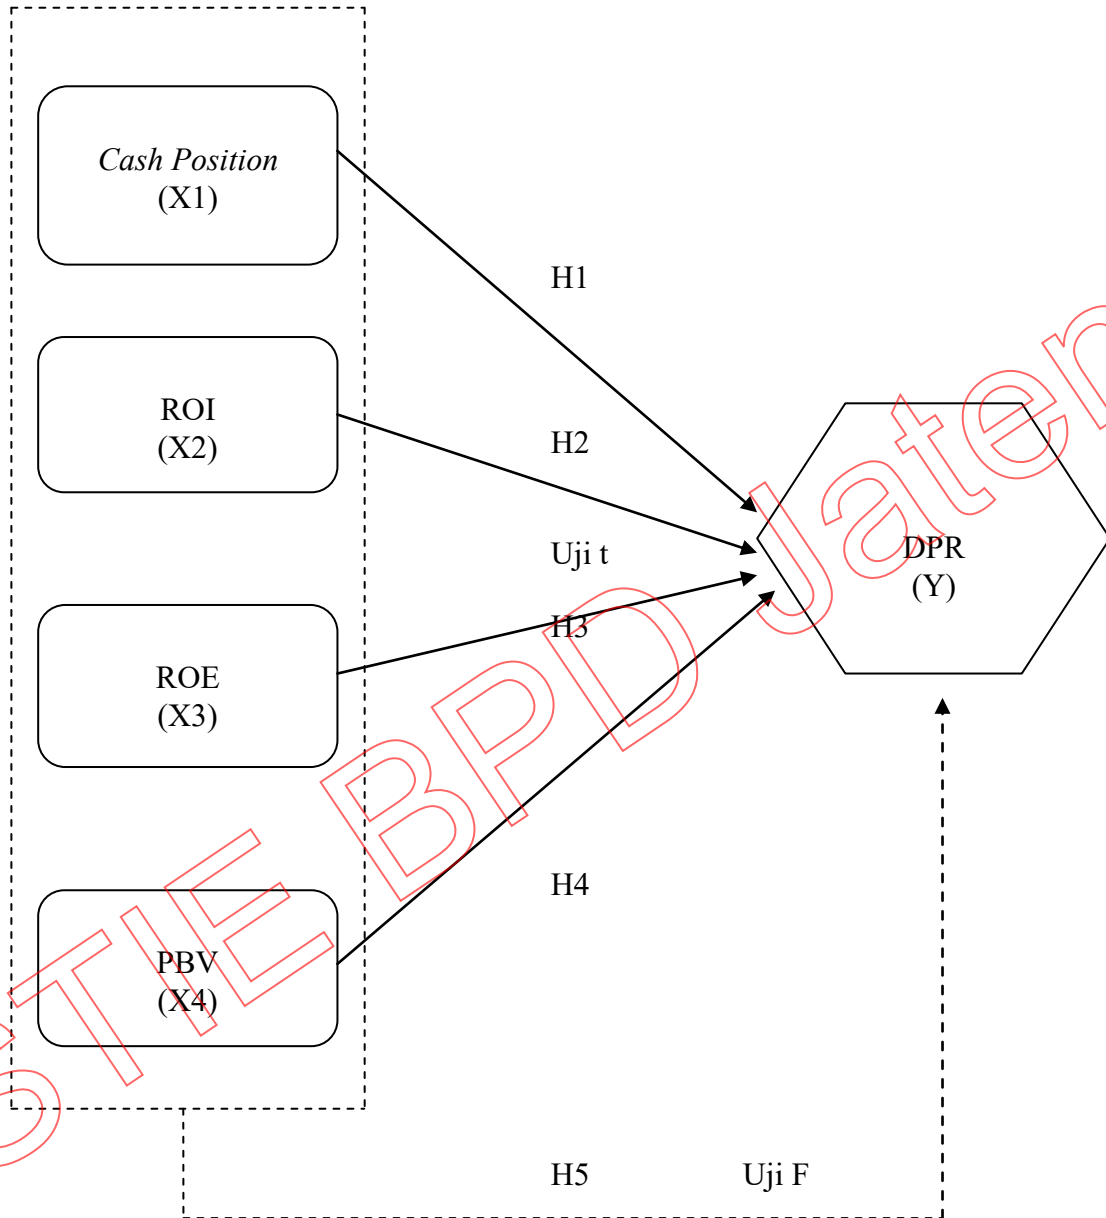 Cash Position
(X1)
H1
ROI
(X2)
H2
Uji t
DPR
(Y)
H3
ROE
(X3)
H4
PBV
(X4)
H5
Uji F
STIE BPD Jaten